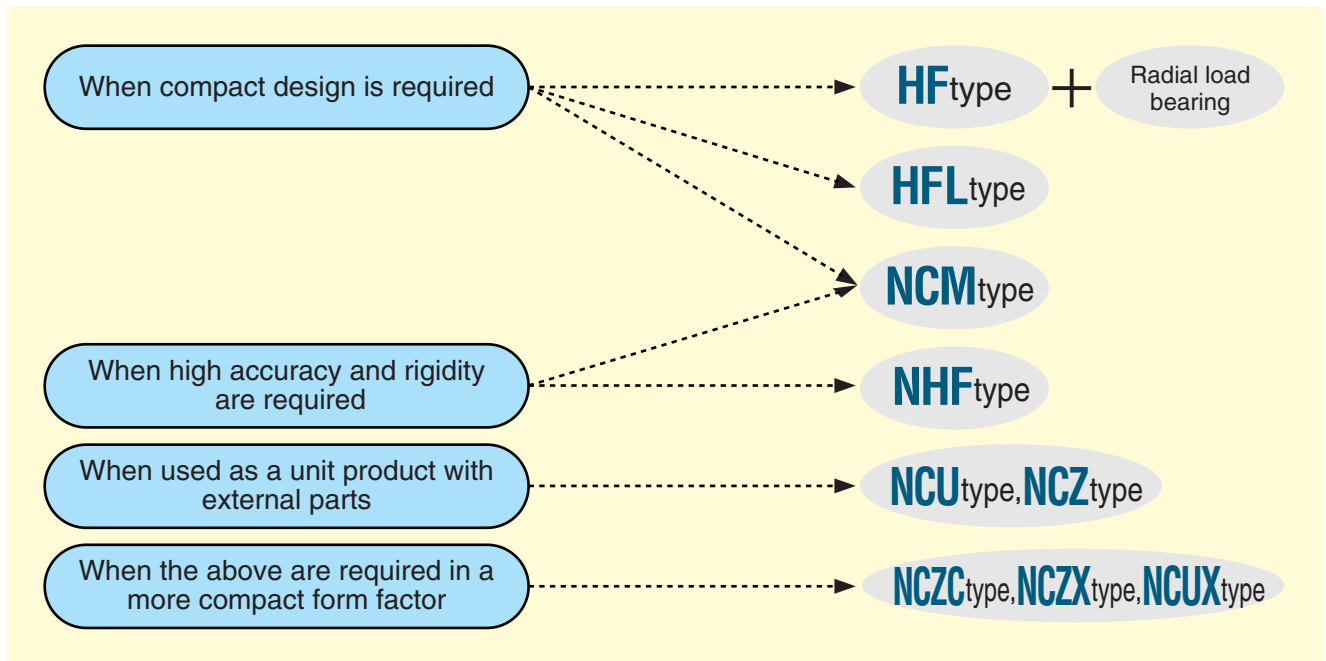 When compact design is required
HFtype + Radial load
bearing
HFLtype
NCMtype
When high accuracy and rigidity
are required
NHFtype
When used as a unit product with
external parts
NCUtype, NCZtype
When the above are required in a
more compact form factor
NCZCtype, NCZXtype, NCUXtype